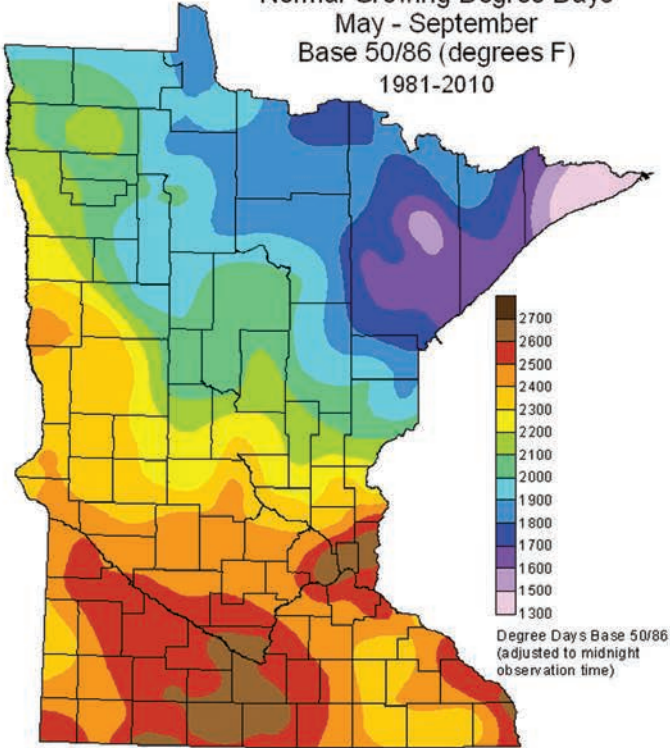 Normal Growing Degree Days
May - September
Base 50/86 (degrees F)
1981-2010
2700
2600
2500
2400
2300
2200
2100
2000
1900
1800
1700
1600
1500
1300
Degree Days Base 50/86
(adjusted to midnight
observation time)